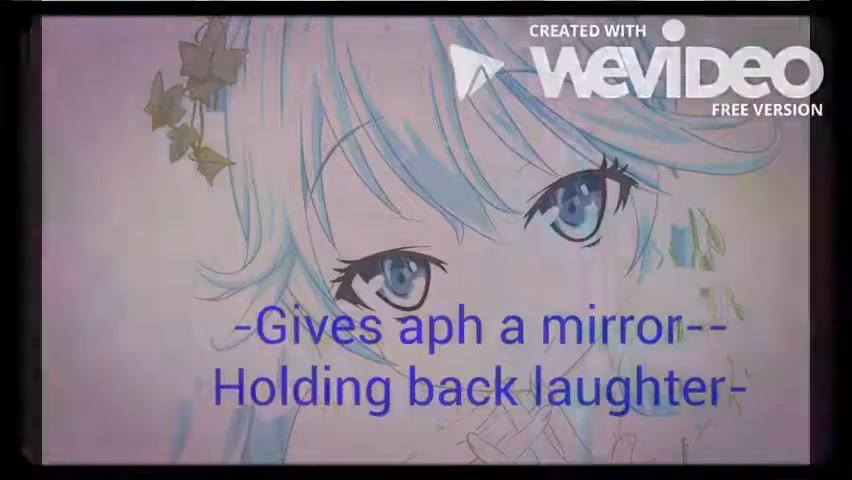 CREATED WITH
WEVIDEO
FREE VERSION
-Gives aph a mirror--
Holding back laughter-